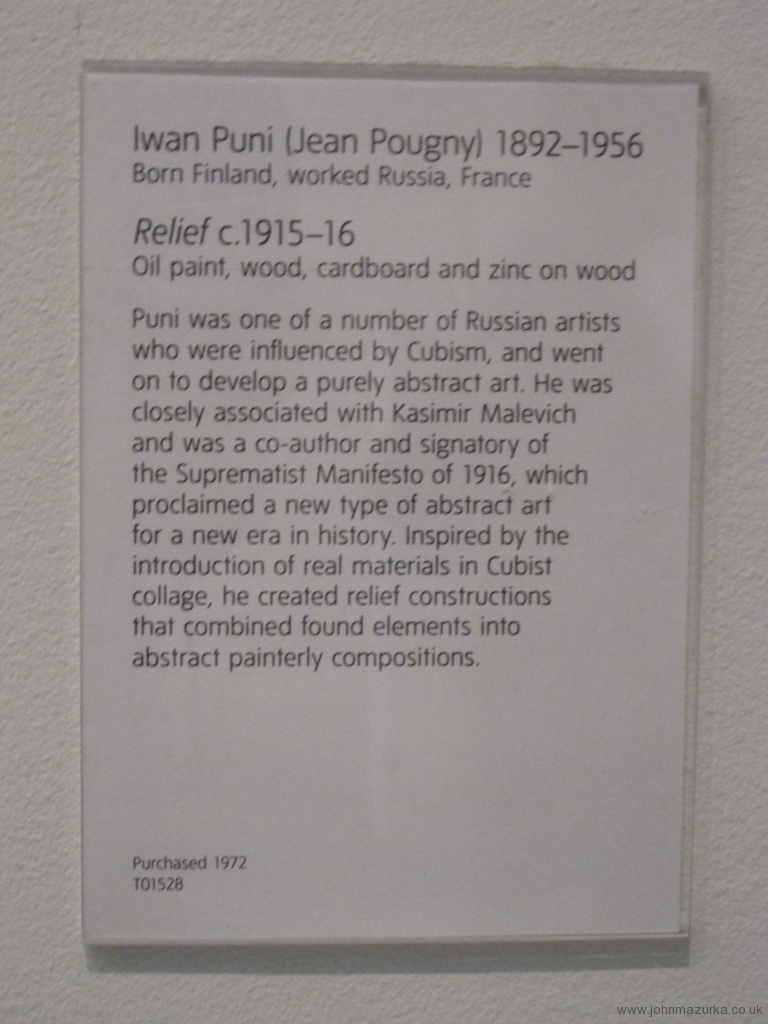 Iwan Puni (Jean Pougny) 1892–1956
Born Finland, worked Russia, France
Relief c.1915–16
Oil paint, wood, cardboard and zinc on wood
Puni was one of a number of Russian artists
who were influenced by Cubism, and went
on to develop a purely abstract art. He was
closely associated with Kasimir Malevich
and was a co-author and signatory of
the Suprematist Manifesto of 1916, which
proclaimed a new type of abstract art
for a new era in history. Inspired by the
introduction of real materials in Cubist
collage, he created relief constructions
that combined found elements into
abstract painterly compositions.
Purchased 1972
T01528
www.johnmazurka.co.uk